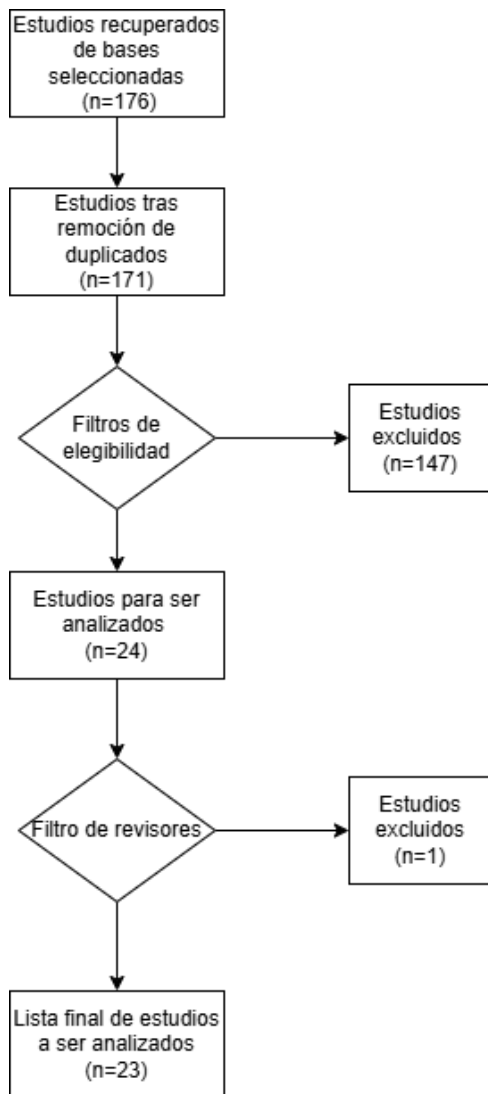 Estudios recuperados
de bases
seleccionadas
(n=176)
Estudios tras
remoción de
duplicados
(n=171)
Filtros de
elegibilidad
Estudios
excluidos
(n=147)
Estudios para ser
analizados
(n=24)
Filtro de revisores
Estudios
excluidos
(n=1)
Lista final de estudios
a ser analizados
(n=23)